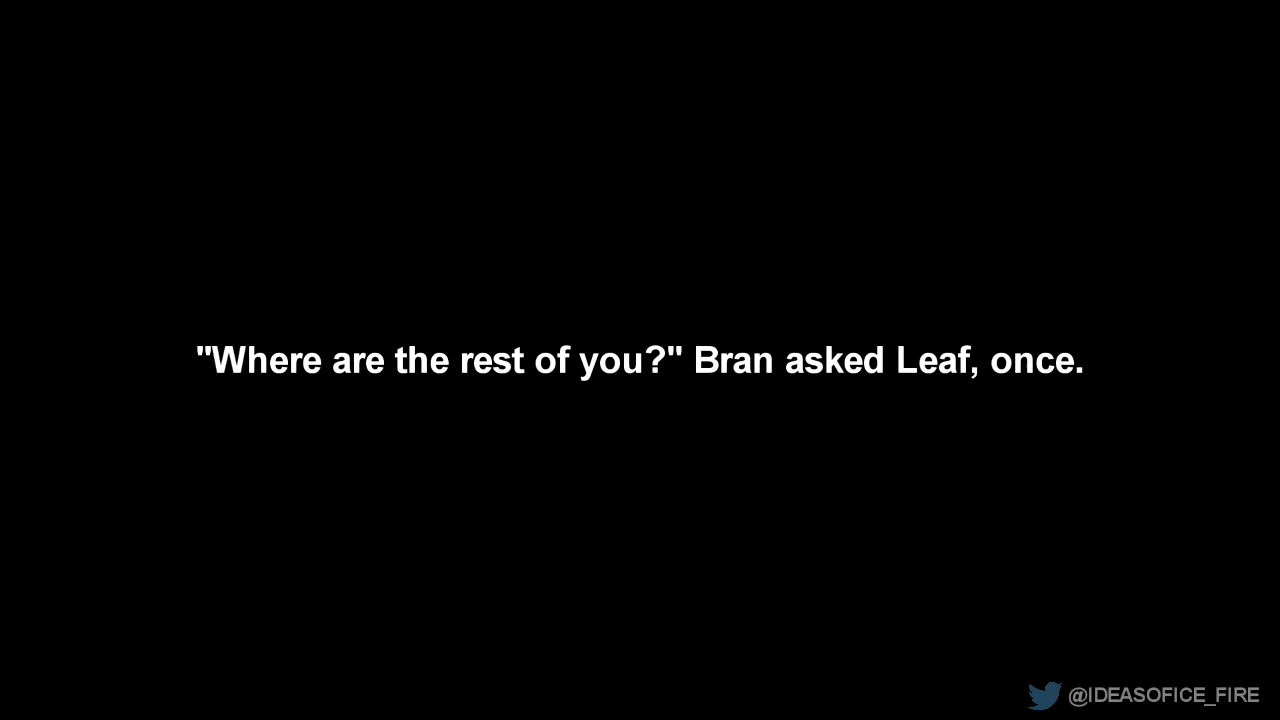 "Where are the rest of you?" Bran asked Leaf, once.
@IDEASOFICE_FIRE